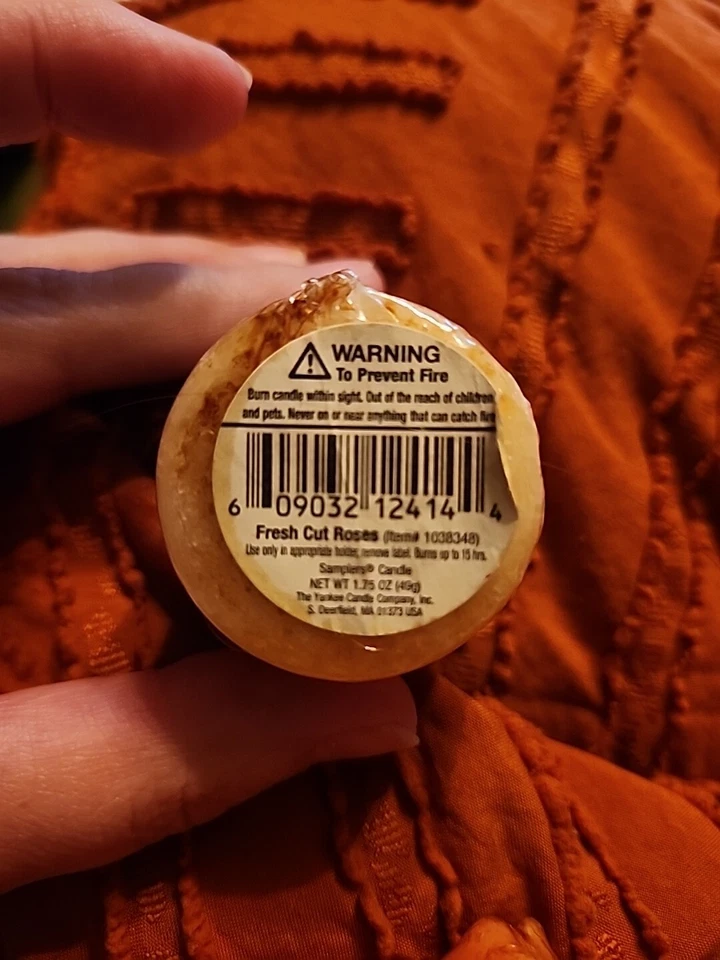 WARNING
To Prevent Fire
Burn candle within sight. Out of the reach of children
and pets. Never on or near anything that can catch fire
6 09032 12414 4
Fresh Cut Roses (Item# 1038348)
Use only in appropriate holder, remove label. Burns up to 15 hrs.
Samplers® Candle
NET WT 1.75 OZ (49g)
The Yankee Candle Company, Inc.
S. Deerfield, MA 01373 USA